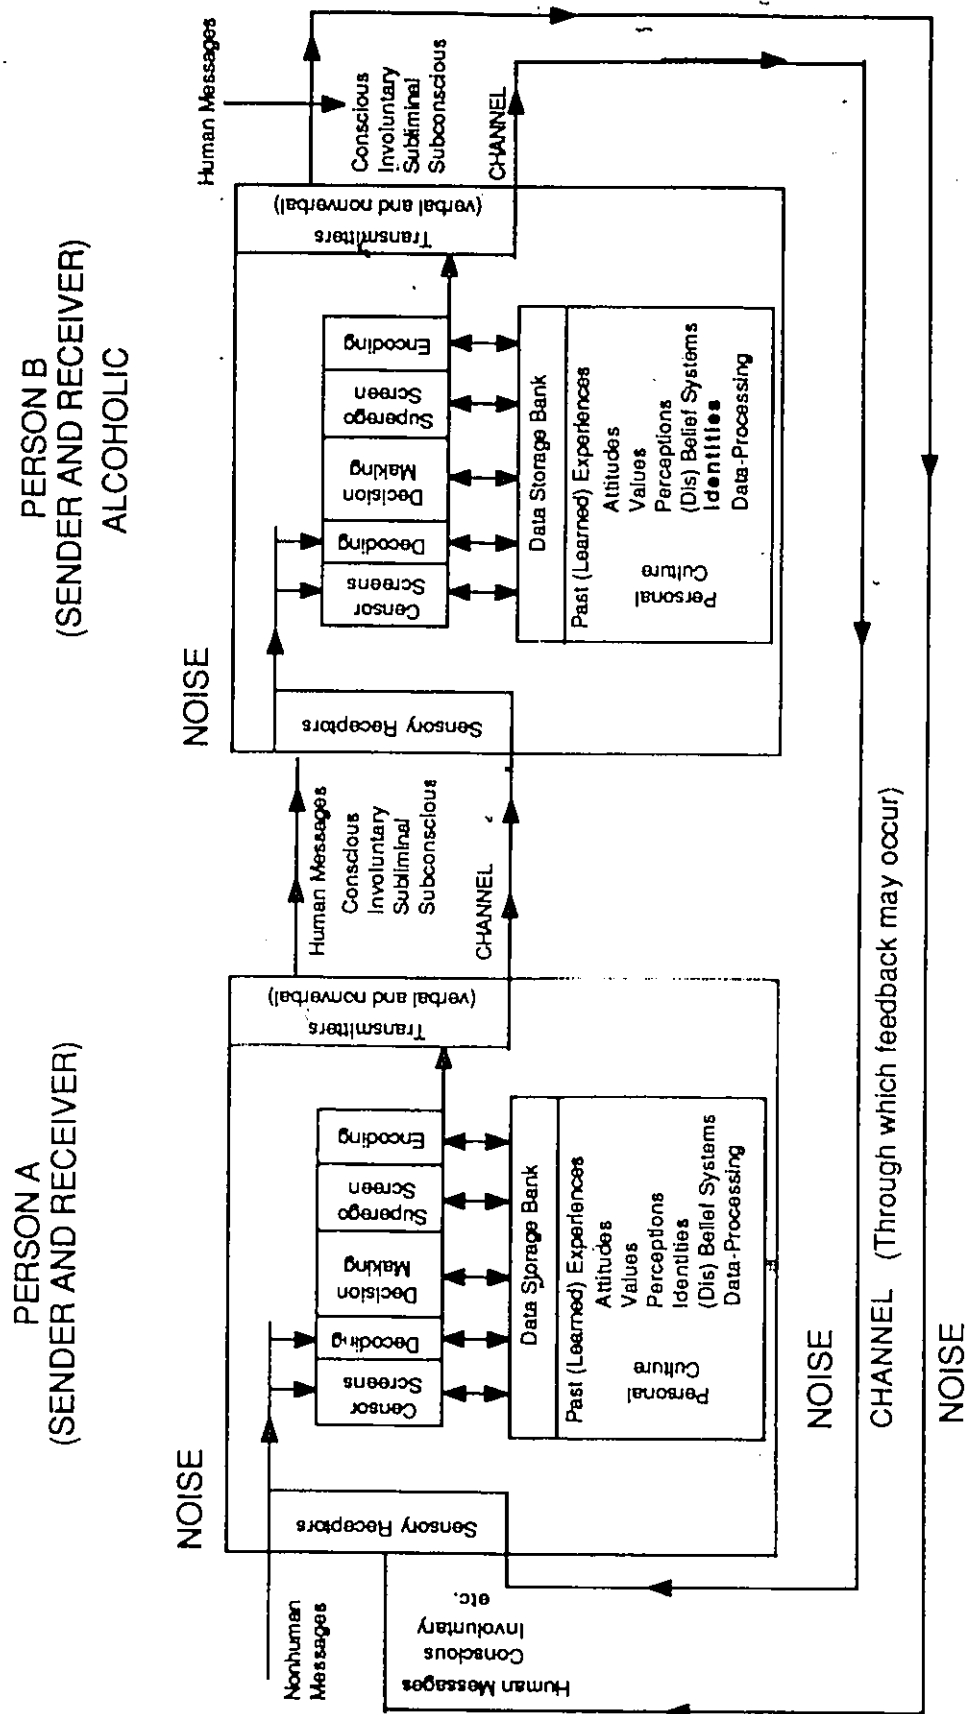 PERSON A
(SENDER AND RECEIVER)
NOISE
Nonhuman
Messages
Human Messages
Conscious
Involuntary
etc.
Sensory Receptors
Censor
Screens
Decoding
Decision
Making
Superego
Screen
Encoding
Data Storage Bank
Past (Learned) Experiences
Attitudes
Values
Perceptions
Identities
(Dis) Belief Systems
Data-Processing
Personal
Culture
Transmitters
(verbal and nonverbal)
Human Messages
Conscious
Involuntary
Subliminal
Subconscious
CHANNEL
PERSON B
(SENDER AND RECEIVER)
ALCOHOLIC
NOISE
Sensory Receptors
Censor
Screens
Decoding
Decision
Making
Superego
Screen
Encoding
Data Storage Bank
Past (Learned) Experiences
Attitudes
Values
Perceptions
(Dis) Belief Systems
Identities
Data-Processing
Personal
Culture
Transmitters
(verbal and nonverbal)
Human Messages
Conscious
Involuntary
Subliminal
Subconscious
CHANNEL
NOISE
CHANNEL (Through which feedback may occur)
NOISE